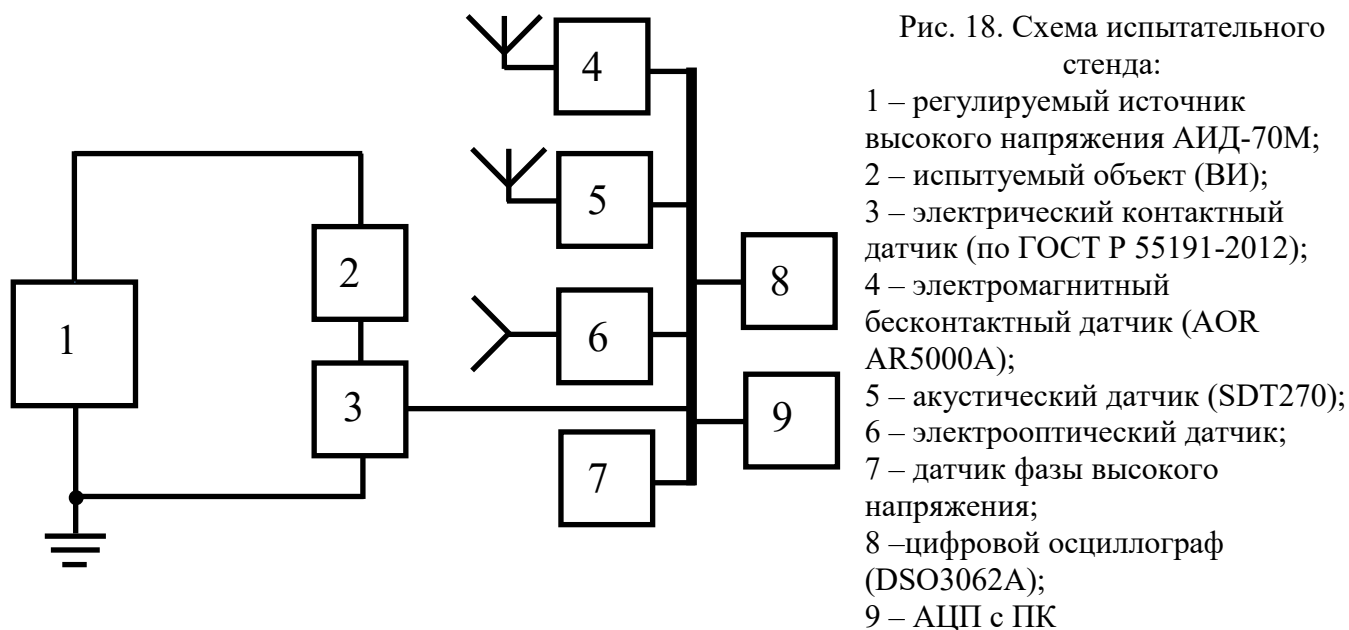 1
2
3
4
5
6
7
8
9
Рис. 18. Схема испытательного
стенда:
1 – регулируемый источник
высокого напряжения АИД-70М;
2 – испытуемый объект (ВИ);
3 – электрический контактный
датчик (по ГОСТ Р 55191-2012);
4 – электромагнитный
бесконтактный датчик (AOR
AR5000A);
5 – акустический датчик (SDT270);
6 – электрооптический датчик;
7 – датчик фазы высокого
напряжения;
8 –цифровой осциллограф
(DSO3062A);
9 – АЦП с ПК